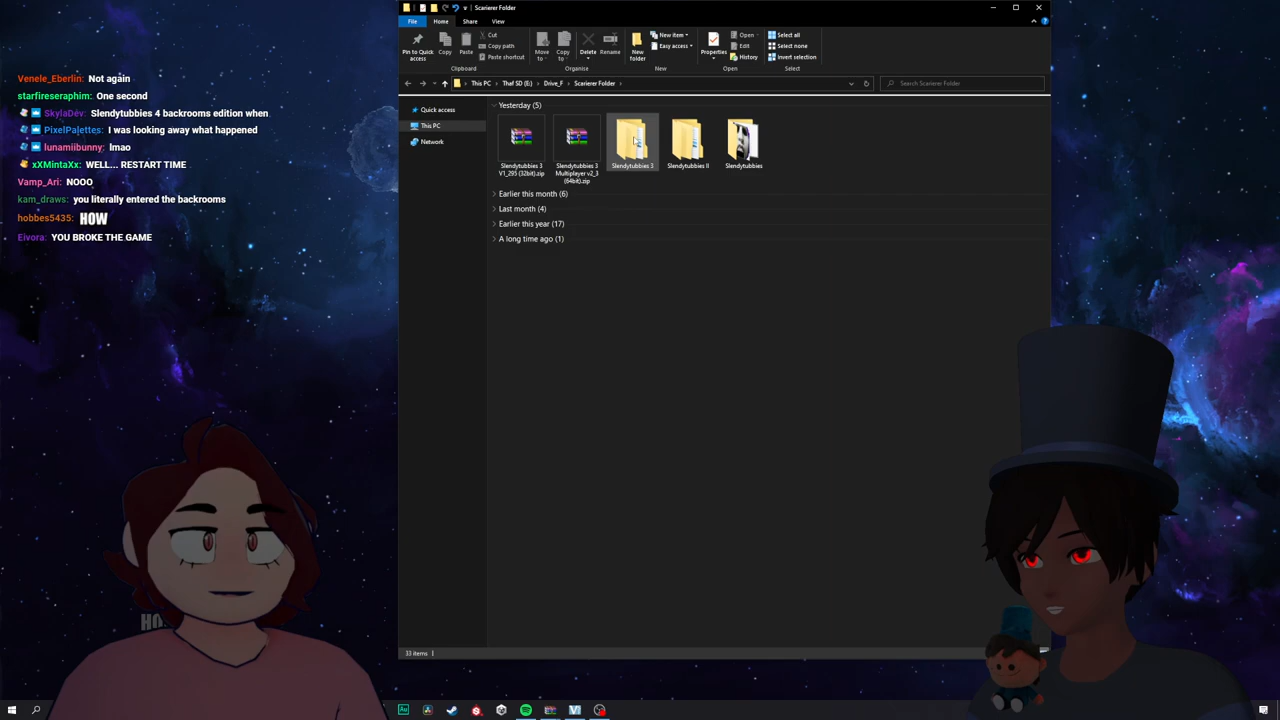 Scarierer Folder
File
Home
Share
View
Pin to Quick access
Copy
Paste
Cut
Copy path
Paste shortcut
Clipboard
Move to
Copy to
Delete
Rename
Organise
New folder
New item
Easy access
New
Properties
Open
Edit
History
Open
Select all
Select none
Invert selection
Select
This PC
Thaf SD (E:)
Drive_F
Scarierer Folder
Search Scarierer Folder
Quick access
This PC
Network
Yesterday (5)
Slendytubbies 3
V1_295 (32bit).zip
Slendytubbies 3
Multiplayer v2_3
(64bit).zip
Slendytubbies 3
Slendytubbies II
Slendytubbies
Earlier this month (6)
Last month (4)
Earlier this year (17)
A long time ago (1)
33 items
Venele_Eberlin: Not again
starfireseraphim: One second
SkylaDev: Slendytubbies 4 backrooms edition when
PixelPalettes: I was looking away what happened
lunamiibunny: lmao
xXMintaXx: WELL... RESTART TIME
Vamp_Ari: NOOO
kam_draws: you literally entered the backrooms
hobbes5435: HOW
Eivora: YOU BROKE THE GAME